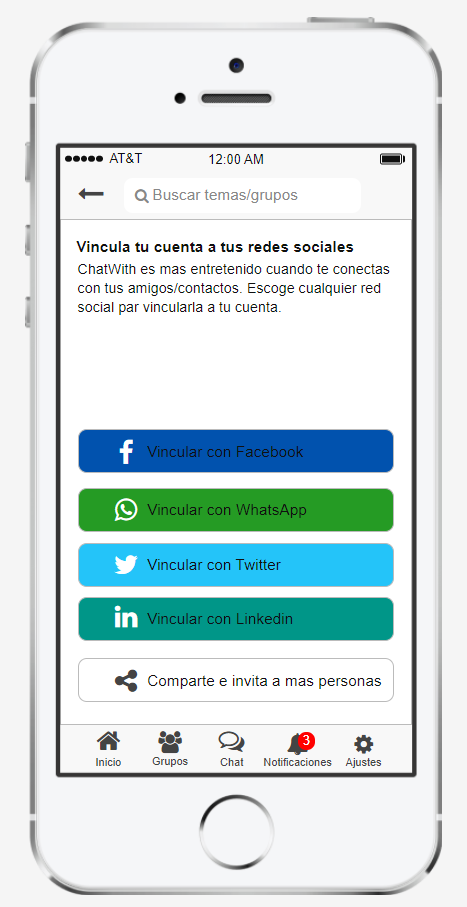 AT&T 12:00 AM
Buscar temas/grupos
Vincula tu cuenta a tus redes sociales
ChatWith es mas entretenido cuando te conectas
con tus amigos/contactos. Escoge cualquier red
social par vincularla a tu cuenta.
Vincular con Facebook
Vincular con WhatsApp
Vincular con Twitter
Vincular con Linkedin
Comparte e invita a mas personas
3
Inicio Grupos Chat Notificaciones Ajustes